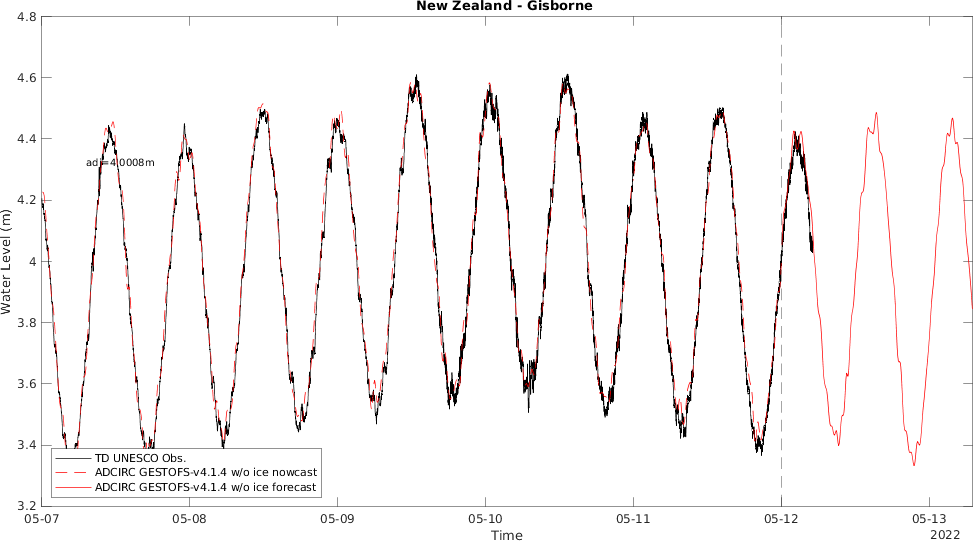 New Zealand - Gisborne
4.8
4.6
4.4
4.2
4
3.8
3.6
3.4
3.2
Water Level (m)
adj=4.0008m
TD UNESCO Obs.
ADCIRC GESTOFS-v4.1.4 w/o ice nowcast
ADCIRC GESTOFS-v4.1.4 w/o ice forecast
05-07 05-08 05-09 05-10 05-11 05-12 05-13
Time
2022